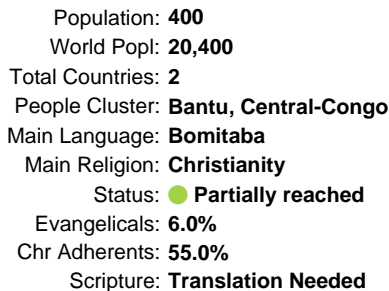 Population: 400
World Popl: 20,400
Total Countries: 2
People Cluster: Bantu, Central-Congo
Main Language: Bomitaba
Main Religion: Christianity
Status: Partially reached
Evangelicals: 6.0%
Chr Adherents: 55.0%
Scripture: Translation Needed